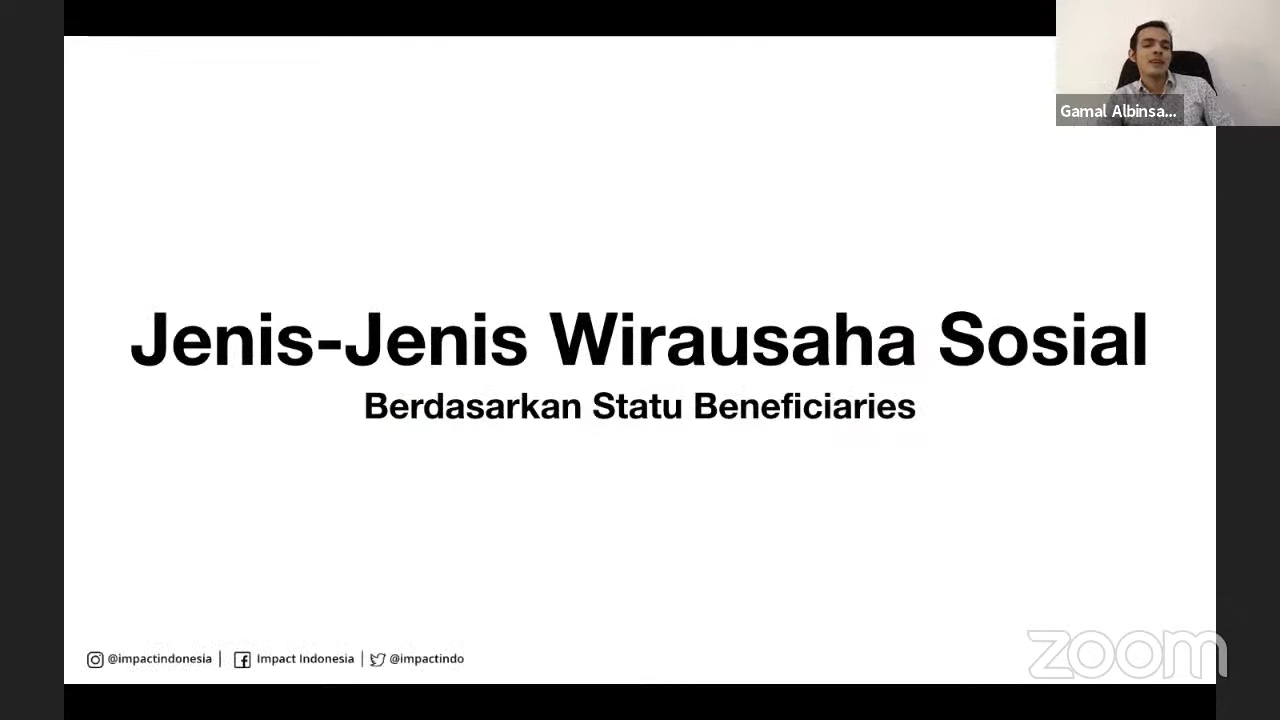 Gamal Albinsa...
Jenis-Jenis Wirausaha Sosial
Berdasarkan Statu Beneficiaries
@impactindonesia | Impact Indonesia | @impactindo
zoom